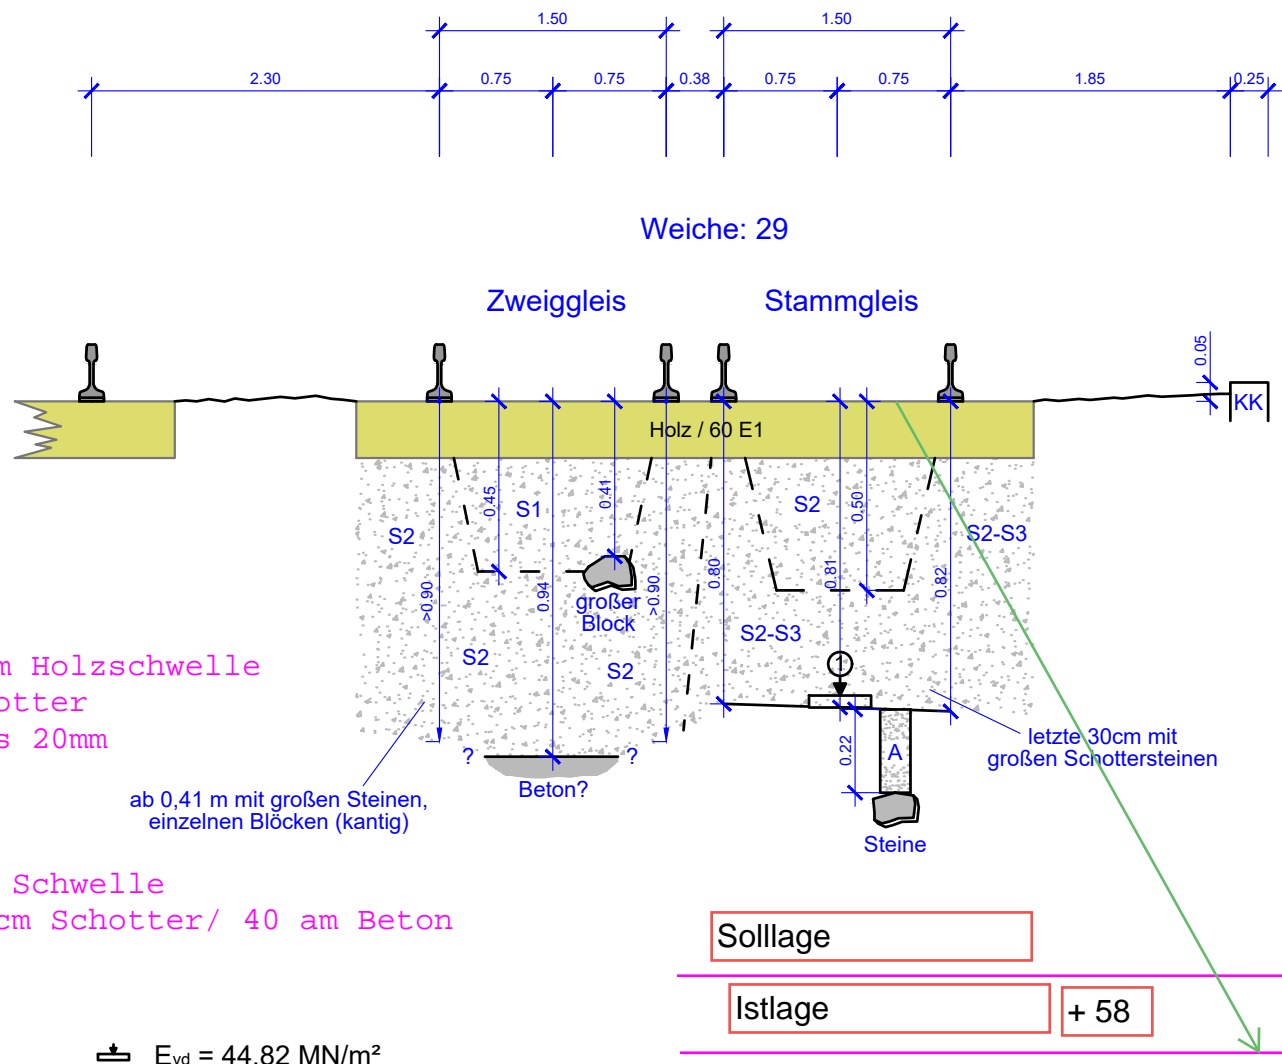 1.50
1.50
2.30
0.75
0.75
0.38
0.75
0.75
1.85
0.25
Weiche: 29
Zweiggleis
Stammgleis
0.05
KK
Holz / 60 E1
0.45
S1
0.41
S2
0.50
S2
S2-S3
>0.90
0.94
großer
Block
>0.90
0.80
0.81
0.82
S2
S2
S2-S3
1
m Holzschwelle
otter
s 20mm
?
?
Beton?
0.22
A
Steine
letzte 30cm mit
großen Schottersteinen
ab 0,41 m mit großen Steinen,
einzelnen Blöcken (kantig)
Schwelle
cm Schotter/ 40 am Beton
Solllage
Istlage
+ 58
Evd = 44,82 MN/m²